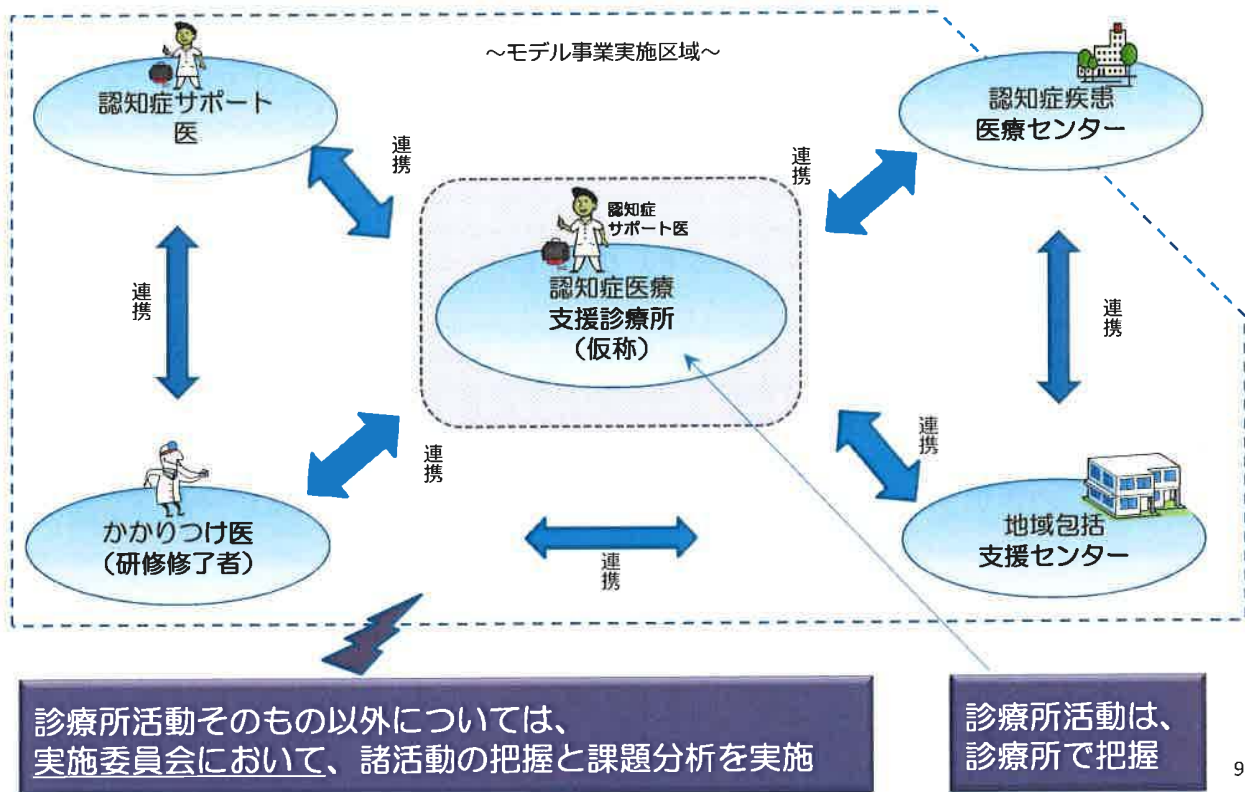 ～モデル事業実施区域～
認知症サポート
医
認知症疾患
医療センター
連携
連携
認知症
サポート医
認知症医療
支援診療所
（仮称）
連携
連携
連携
連携
かかりつけ医
（研修修了者）
連携
地域包括
支援センター
診療所活動そのもの以外については、
実施委員会において、諸活動の把握と課題分析を実施
診療所活動は、
診療所で把握
9